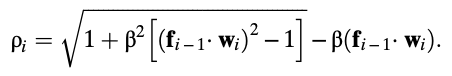 ρᵢ = √(1 + β²[(𝐟ᵢ₋₁ · 𝐰ᵢ)² − 1]) − β(𝐟ᵢ₋₁ · 𝐰ᵢ).